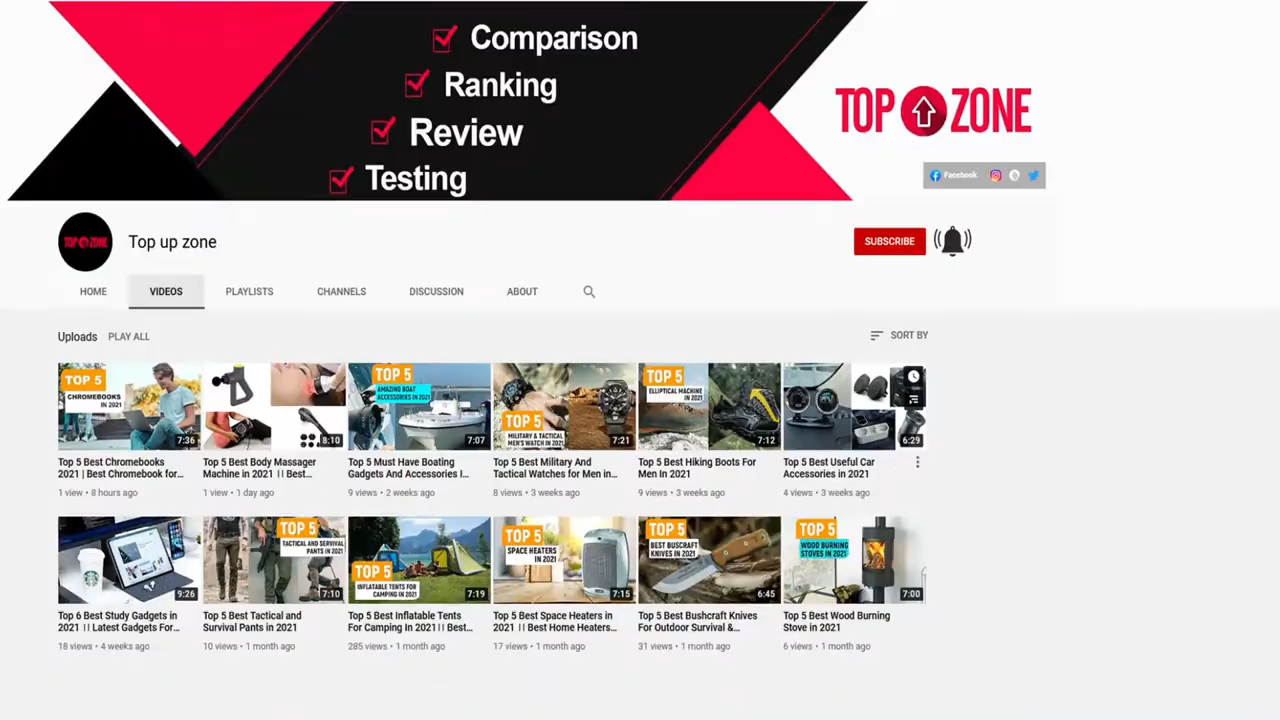 Comparison
Ranking
Review
Testing
TOP ZONE
Facebook
TOP ZONE
Top up zone
SUBSCRIBE
HOME
VIDEOS
PLAYLISTS
CHANNELS
DISCUSSION
ABOUT
Uploads
PLAY ALL
SORT BY
TOP 5
CHROMEBOOKS
IN 2021
7:36
8:10
TOP 5
AMAZING BOAT
ACCESSORIES IN 2021
7:07
TOP 5
MILITARY & TACTICAL
MEN'S WATCH IN 2021
7:21
TOP 5
ELLIPTICAL MACHINE
IN 2021
7:12
6:29
Top 5 Best Chromebooks
2021 | Best Chromebook for...
1 view • 8 hours ago
Top 5 Best Body Massager
Machine in 2021 || Best...
1 view • 1 day ago
Top 5 Must Have Boating
Gadgets And Accessories I...
9 views • 2 weeks ago
Top 5 Best Military And
Tactical Watches for Men in...
8 views • 3 weeks ago
Top 5 Best Hiking Boots For
Men In 2021
9 views • 3 weeks ago
Top 5 Best Useful Car
Accessories in 2021
4 views • 3 weeks ago
9:26
TOP 5
TACTICAL AND SERVIVAL
PANTS IN 2021
7:10
TOP 5
INFLATABLE TENTS FOR
CAMPING IN 2021
7:19
TOP 5
SPACE HEATERS
IN 2021
7:15
TOP 5
BEST BUSCRAFT
KNIVES IN 2021
6:45
TOP 5
WOOD BURNING
STOVES IN 2021
7:00
Top 6 Best Study Gadgets in
2021 || Latest Gadgets For...
18 views • 4 weeks ago
Top 5 Best Tactical and
Survival Pants in 2021
10 views • 1 month ago
Top 5 Best Inflatable Tents
For Camping In 2021|| Best...
285 views • 1 month ago
Top 5 Best Space Heaters in
2021 || Best Home Heaters...
17 views • 1 month ago
Top 5 Best Bushcraft Knives
For Outdoor Survival &...
31 views • 1 month ago
Top 5 Best Wood Burning
Stove in 2021
6 views • 1 month ago